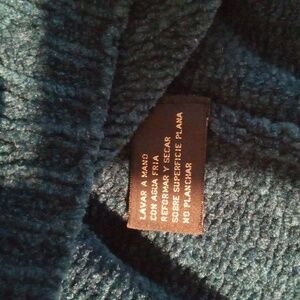 LAVAR A MANO
CON AGUA FRIA
REFORMAR Y SECAR
SOBRE SUPERFICIE PLANA
NO PLANCHAR